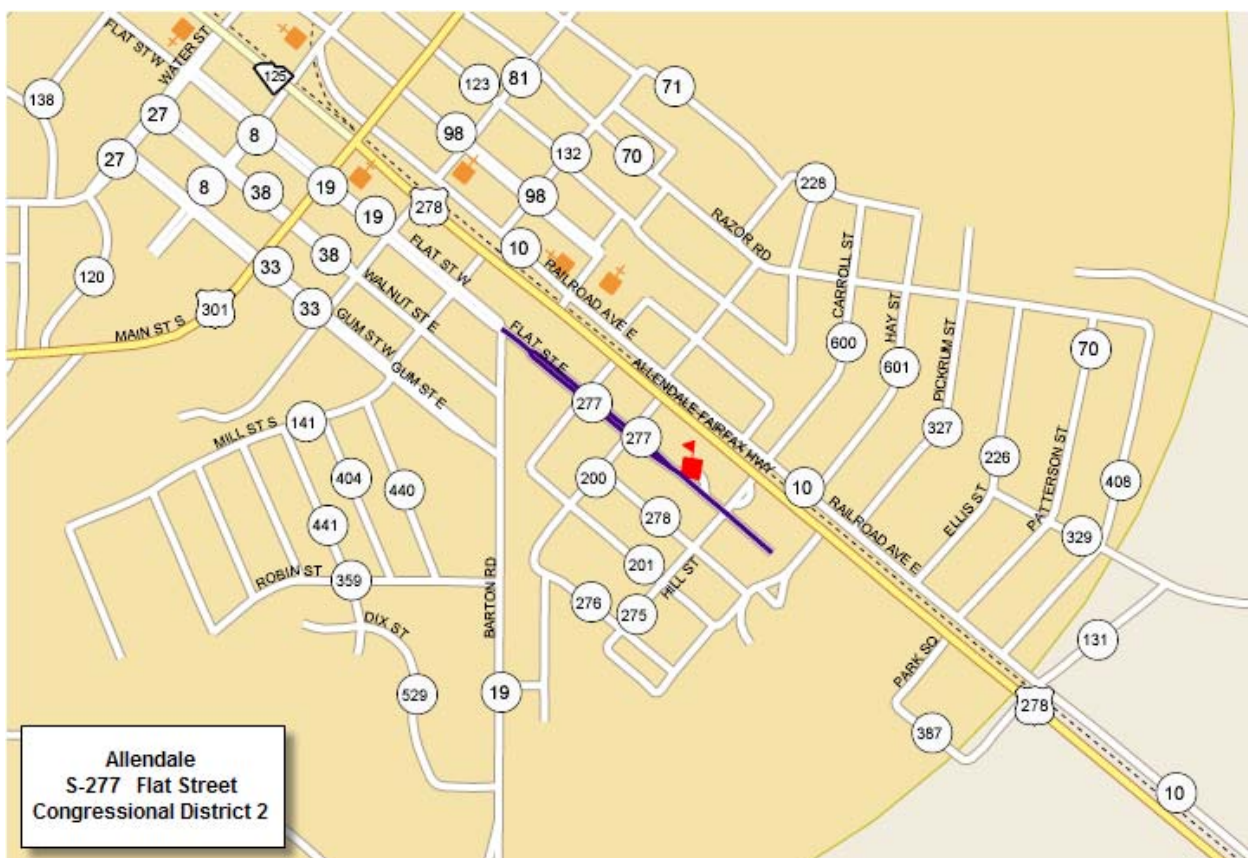 FLAT ST W
WATER ST
125
138
27
27
8
8
38
38
19
19
278
123
81
71
98
98
132
70
228
10
RAZOR RD
RAILROAD AVE E
FLAT ST W
120
33
33
301
MAIN ST S
WALNUT ST E
GUM ST W
GUM ST E
FLAT ST E
ALLENDALE FAIRFAX HWY
CARROLL ST
HAY ST
PICKRUM ST
600
601
70
277
277
327
226
408
MILL ST S
141
404
440
441
200
278
201
10
ELLIS ST
PATTERSON ST
329
RAILROAD AVE E
ROBIN ST
359
BARTON RD
HILL ST
276
275
DIX ST
529
19
131
PARK SQ
278
387
10
Allendale
S-277 Flat Street
Congressional District 2